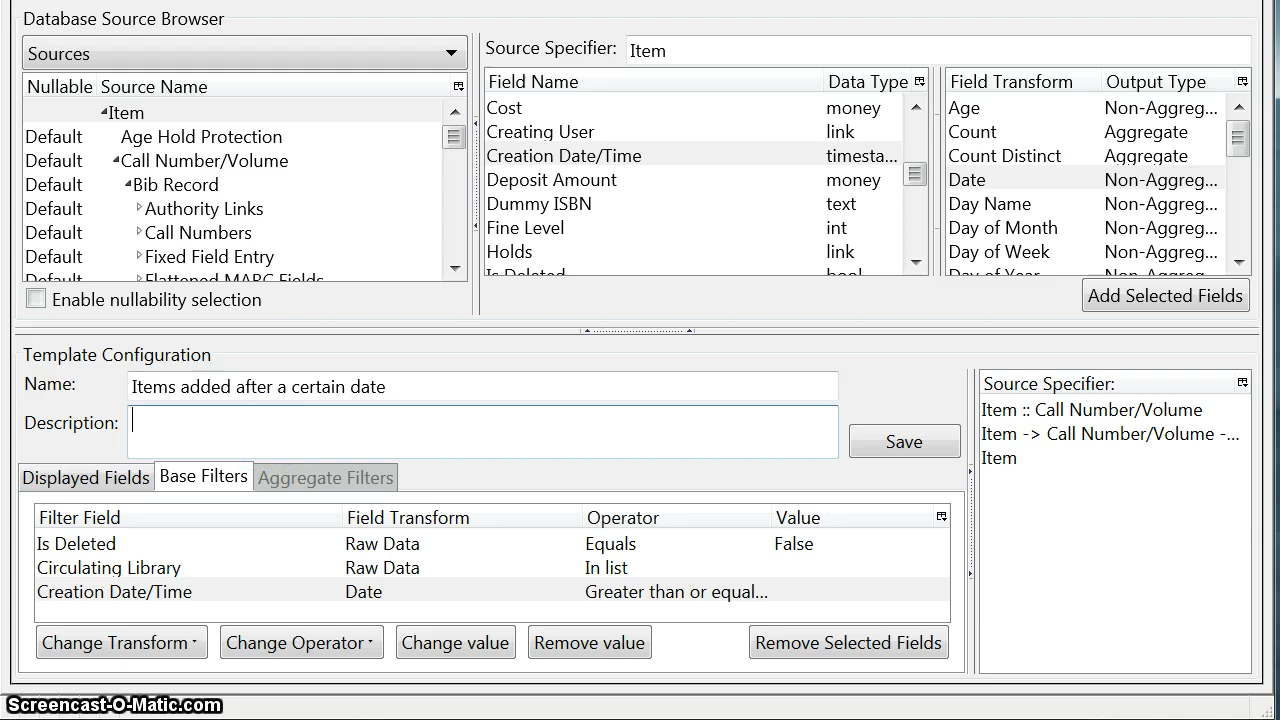 Database Source Browser
Sources
Nullable Source Name
Item
Default Age Hold Protection
Default Call Number/Volume
Default Bib Record
Default Authority Links
Default Call Numbers
Default Fixed Field Entry
Default Flattened MARC Fields
Enable nullability selection
Source Specifier: Item
Field Name Data Type
Cost money
Creating User link
Creation Date/Time timesta...
Deposit Amount money
Dummy ISBN text
Fine Level int
Holds link
Is Deleted bool
Field Transform Output Type
Age Non-Aggreg...
Count Aggregate
Count Distinct Aggregate
Date Non-Aggreg...
Day Name Non-Aggreg...
Day of Month Non-Aggreg...
Day of Week Non-Aggreg...
Day of Year Non-Aggreg...
Add Selected Fields
Template Configuration
Name: Items added after a certain date
Description:
Save
Displayed Fields Base Filters Aggregate Filters
Filter Field Field Transform Operator Value
Is Deleted Raw Data Equals False
Circulating Library Raw Data In list
Creation Date/Time Date Greater than or equal...
Change Transform Change Operator Change value Remove value Remove Selected Fields
Source Specifier:
Item :: Call Number/Volume
Item -> Call Number/Volume -...
Item
Screencast-O-Matic.com